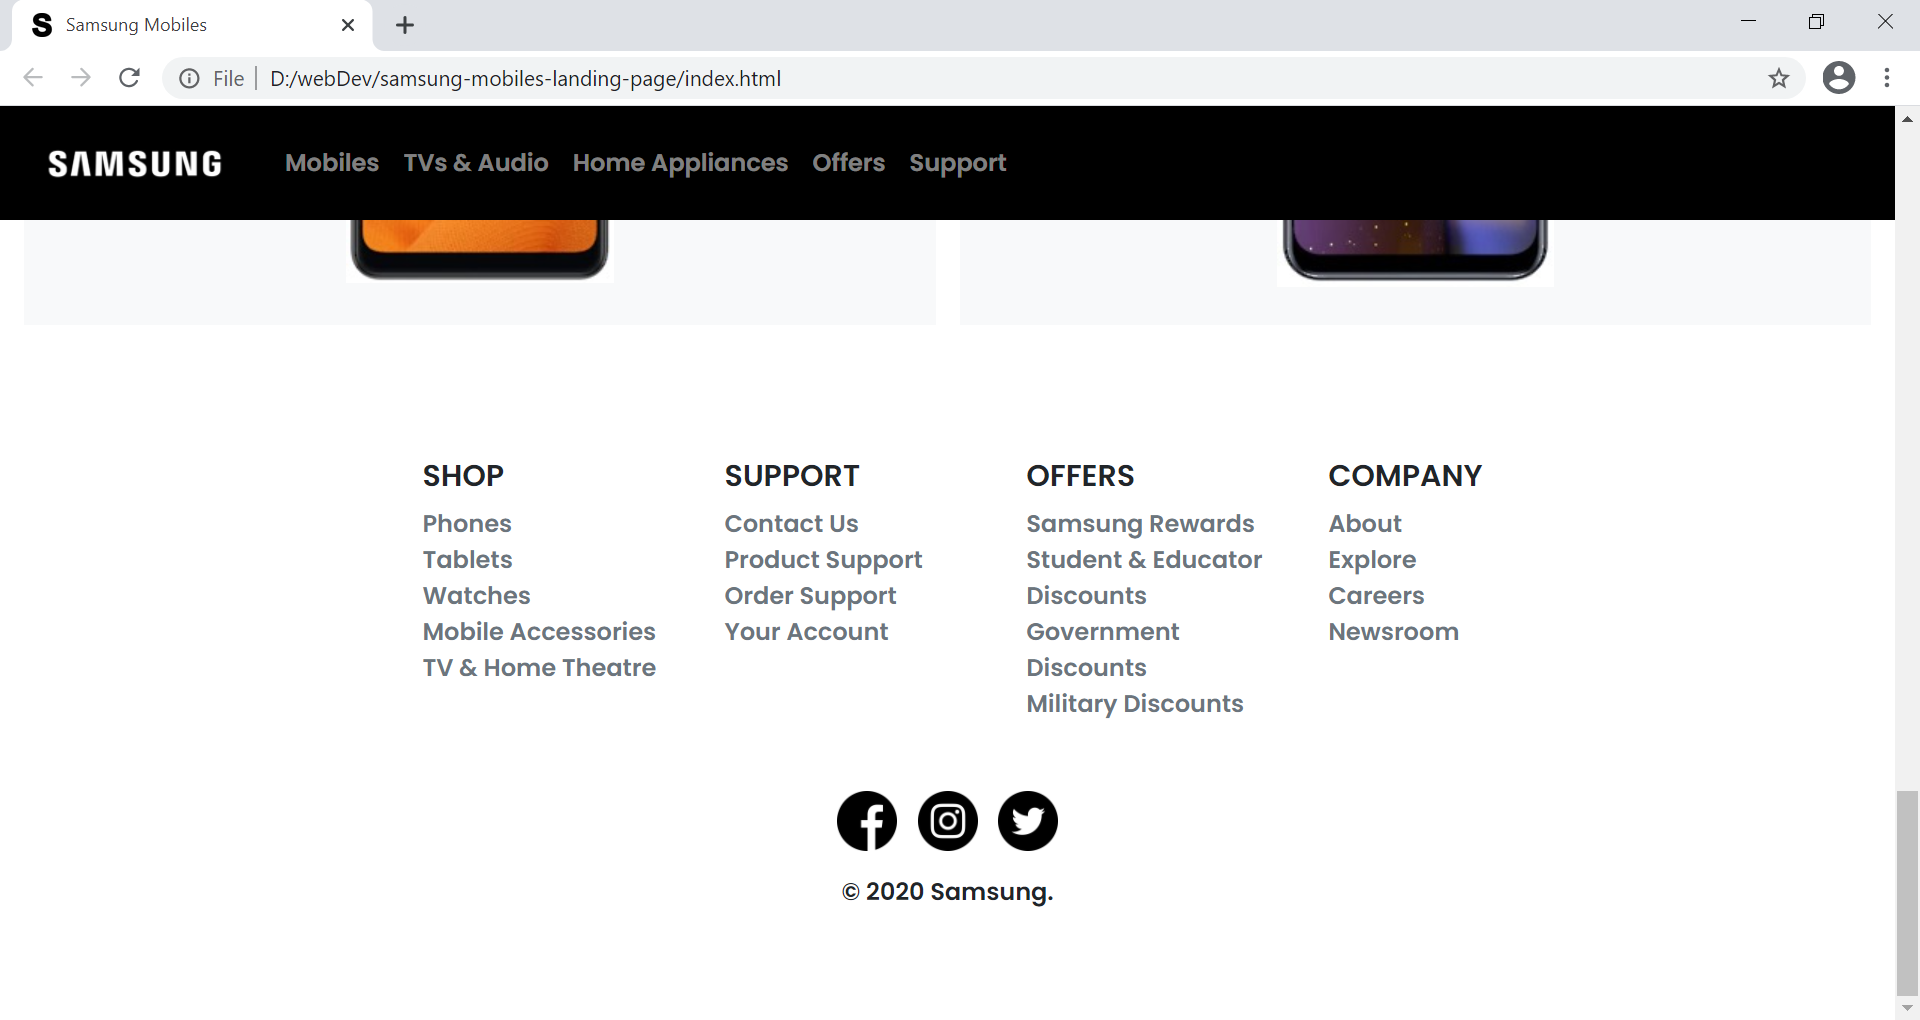 Samsung Mobiles
File D:/webDev/samsung-mobiles-landing-page/index.html
SAMSUNG Mobiles TVs & Audio Home Appliances Offers Support
SHOP
Phones
Tablets
Watches
Mobile Accessories
TV & Home Theatre
SUPPORT
Contact Us
Product Support
Order Support
Your Account
OFFERS
Samsung Rewards
Student & Educator
Discounts
Government
Discounts
Military Discounts
COMPANY
About
Explore
Careers
Newsroom
© 2020 Samsung.